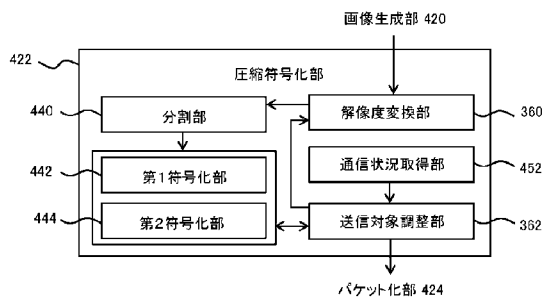 画像生成部 420
422
圧縮符号化部
440
分割部
解像度変換部
360
442
第1符号化部
通信状況取得部
452
444
第2符号化部
送信対象調整部
362
パケット化部 424